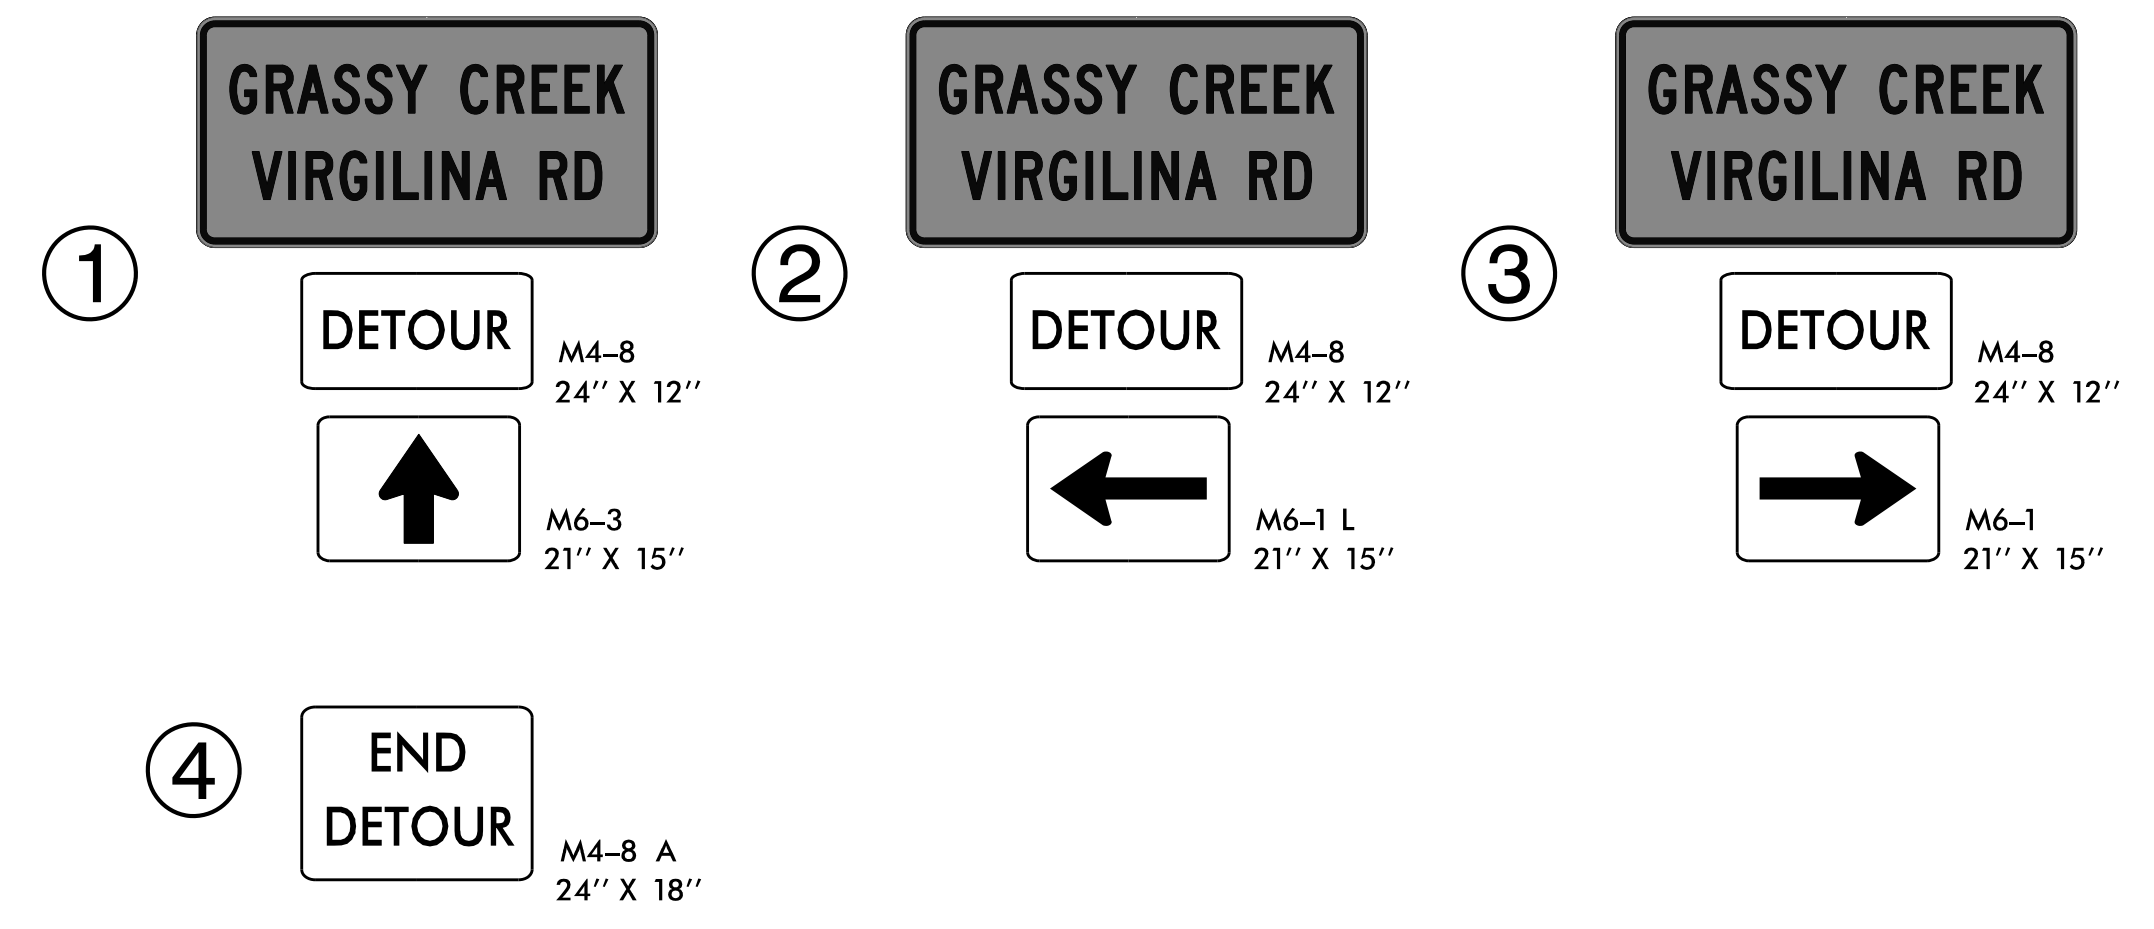 1
GRASSY CREEK
VIRGILINA RD
DETOUR
M4-8
24'' X 12''
M6-3
21'' X 15''
2
GRASSY CREEK
VIRGILINA RD
DETOUR
M4-8
24'' X 12''
M6-1 L
21'' X 15''
3
GRASSY CREEK
VIRGILINA RD
DETOUR
M4-8
24'' X 12''
M6-1
21'' X 15''
4
END
DETOUR
M4-8 A
24'' X 18''